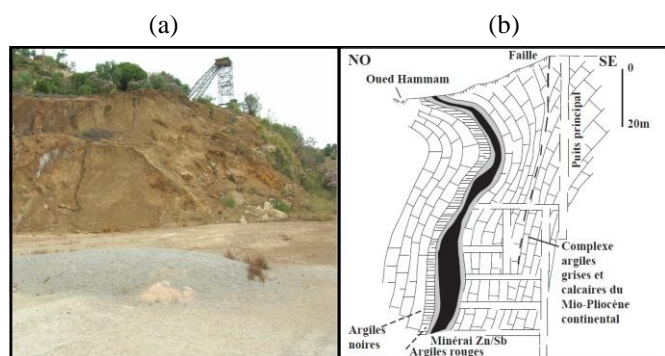 (a)
(b)
NO
Faille
SE
Oued Hammam
0
20m
Puits principal
Complexe
argiles
grises et
calcaires du
Mio-Pliocène
continental
Argiles
noires
Minérai Zn/Sb
Argiles rouges